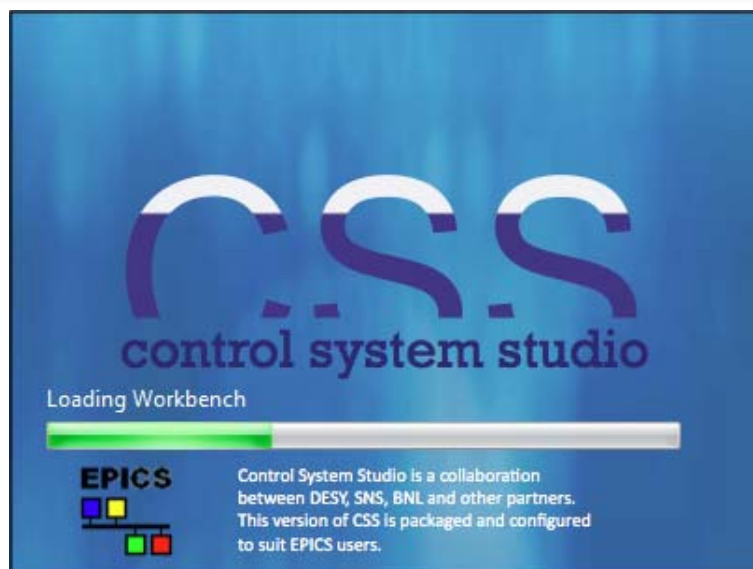 CSS
control system studio
Loading Workbench
EPICS
Control System Studio is a collaboration
between DESY, SNS, BNL and other partners.
This version of CSS is packaged and configured
to suit EPICS users.